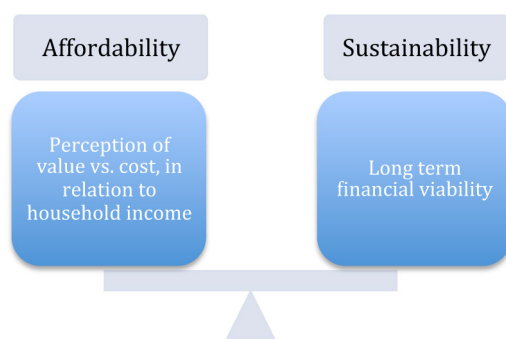 Affordability
Sustainability
Perception of
value vs. cost, in
relation to
household income
Long term
financial viability